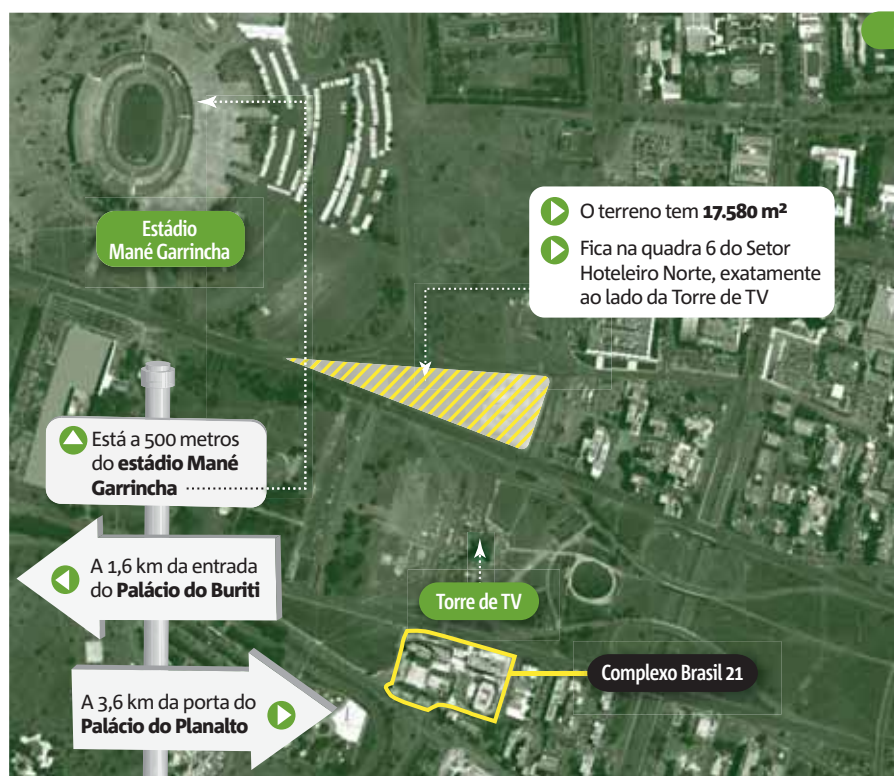 Estádio
Mané Garrincha
O terreno tem 17.580 m²
Fica na quadra 6 do Setor
Hoteleiro Norte, exatamente
ao lado da Torre de TV
Está a 500 metros
do estádio Mané
Garrincha
A 1,6 km da entrada
do Palácio do Buriti
Torre de TV
A 3,6 km da porta do
Palácio do Planalto
Complexo Brasil 21